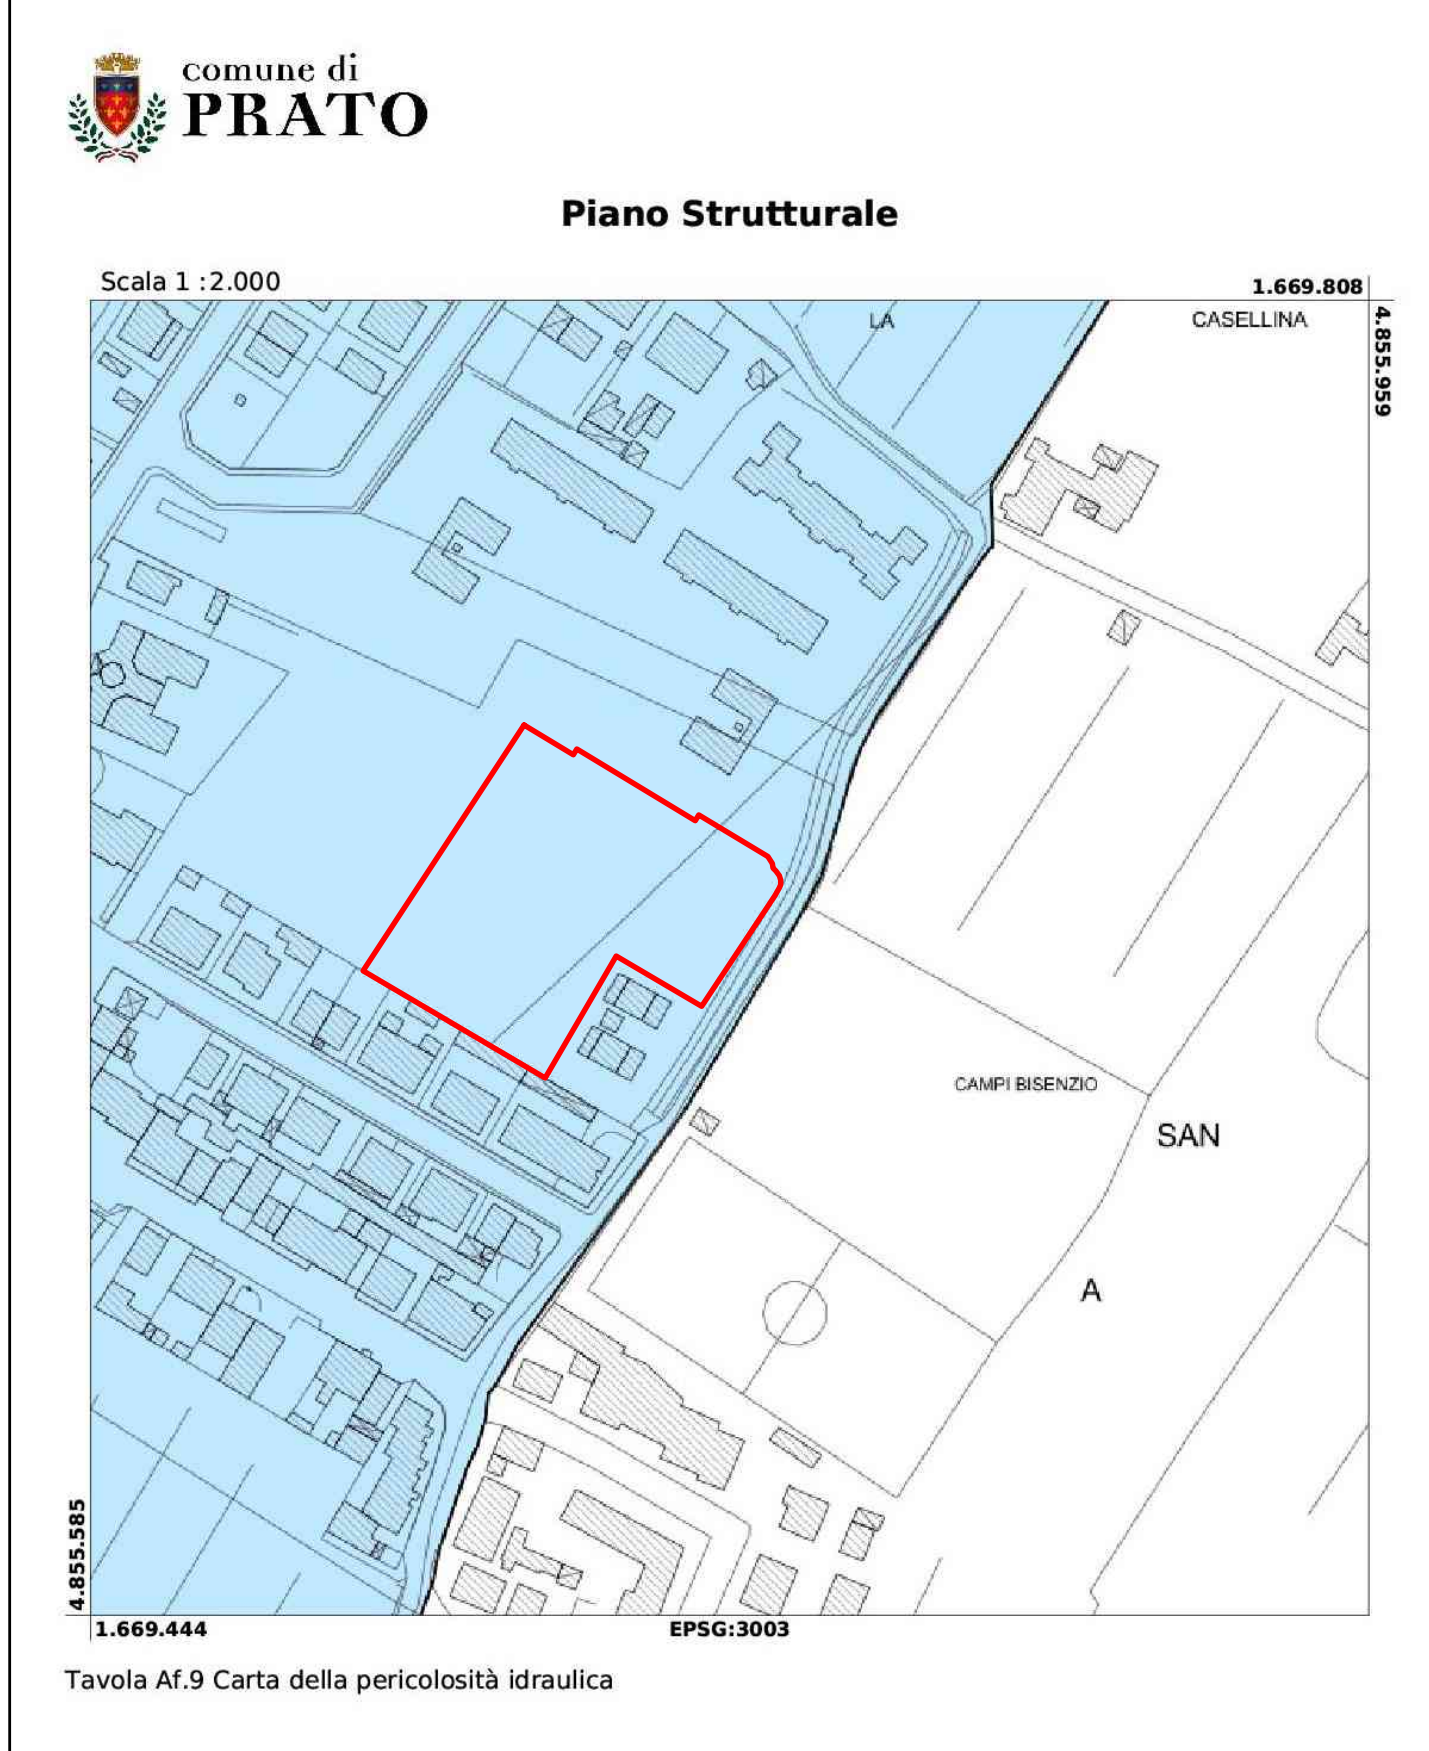 comune di
PRATO
Piano Strutturale
Scala 1 :2.000
1.669.808
4.855.959
LA
CASELLINA
CAMPI BISENZIO
SAN
A
4.855.585
1.669.444
EPSG:3003
Tavola Af.9 Carta della pericolosità idraulica